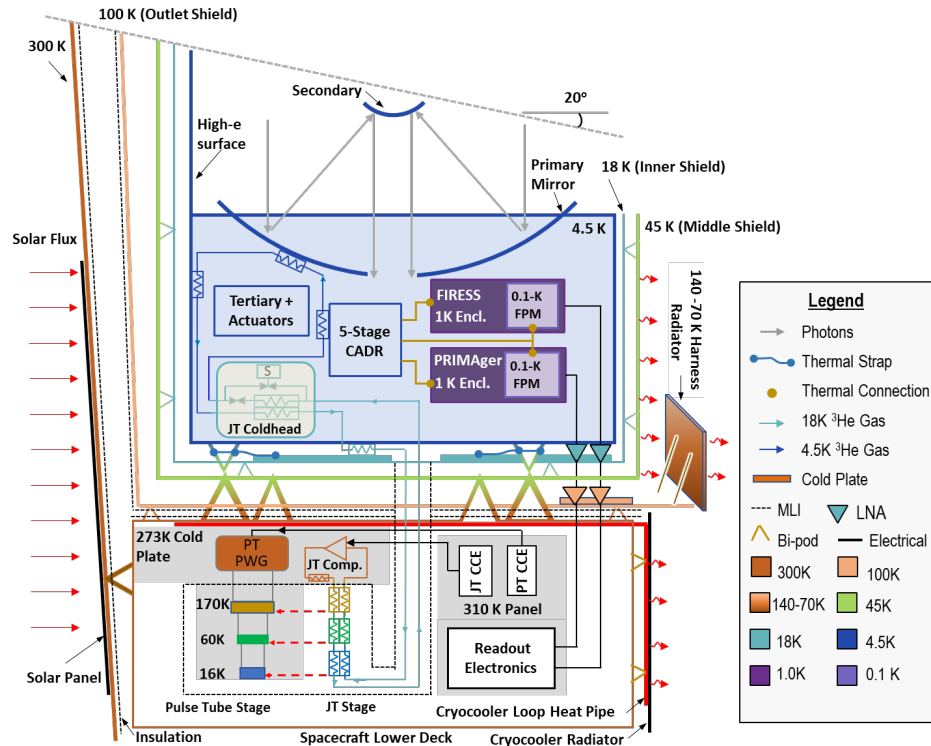 100 K (Outlet Shield)
300 K
Secondary
20°
High-e
surface
Primary
Mirror
18 K (Inner Shield)
4.5 K
45 K (Middle Shield)
Solar Flux
140 -70 K Harness
Radiator
Tertiary +
Actuators
5-Stage
CADR
FIRESS
1K Encl.
0.1-K
FPM
PRIMAger
1 K Encl.
0.1-K
FPM
S
JT Coldhead
273K Cold
Plate
PT
PWG
JT Comp.
JT CCE
PT CCE
310 K Panel
170K
60K
16K
Readout
Electronics
Solar Panel
Pulse Tube Stage
JT Stage
Cryocooler Loop Heat Pipe
Insulation
Spacecraft Lower Deck
Cryocooler Radiator
Legend
Photons
Thermal Strap
Thermal Connection
18K ³He Gas
4.5K ³He Gas
Cold Plate
MLI
LNA
Bi-pod
Electrical
300K
100K
140-70K
45K
18K
4.5K
1.0K
0.1 K